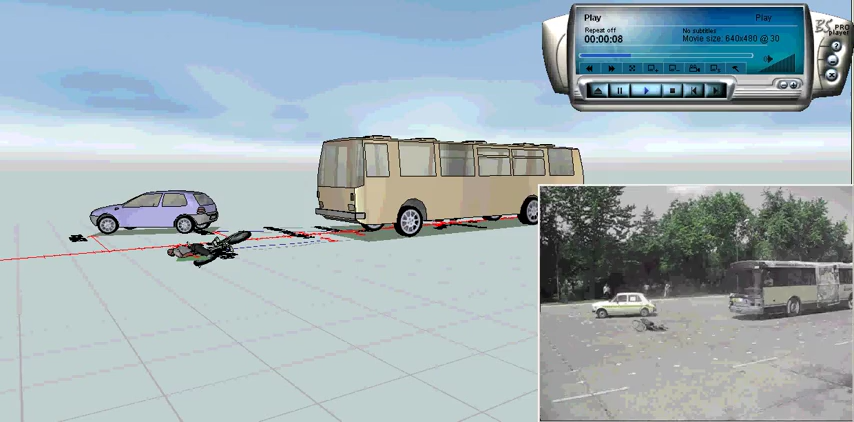 Play Play
Repeat off No subtitles
00:00:08 Movie size: 640x480 @ 30
BS PRO
player